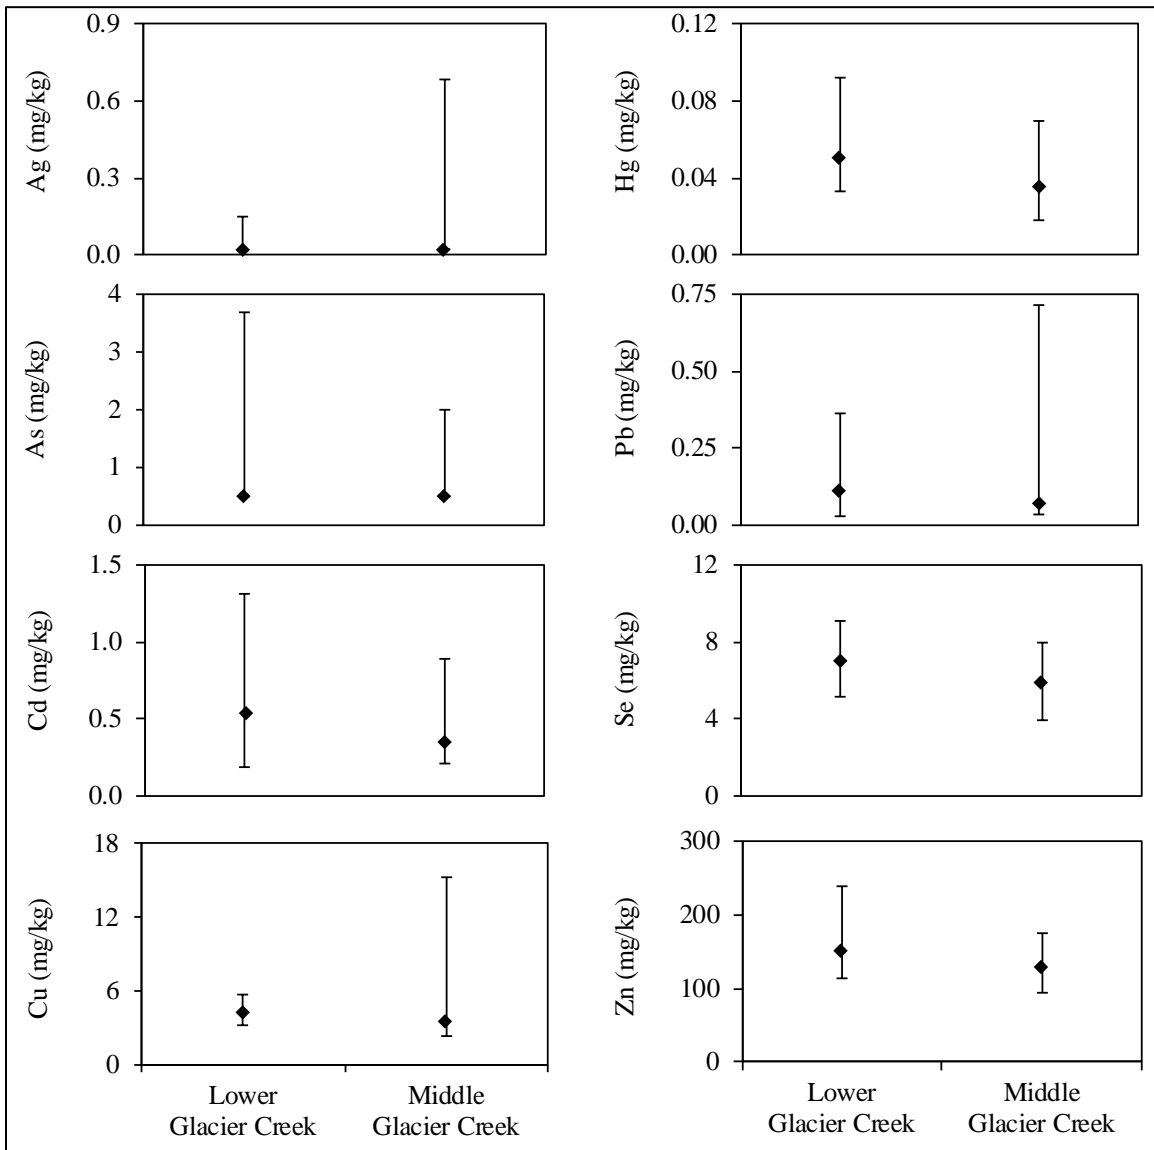 Ag (mg/kg)
0.9
0.6
0.3
0.0
Hg (mg/kg)
0.12
0.08
0.04
0.00
As (mg/kg)
4
3
2
1
0
Pb (mg/kg)
0.75
0.50
0.25
0.00
Cd (mg/kg)
1.5
1.0
0.5
0.0
Se (mg/kg)
12
8
4
0
Cu (mg/kg)
18
12
6
0
Lower
Glacier Creek
Middle
Glacier Creek
Zn (mg/kg)
300
200
100
0
Lower
Glacier Creek
Middle
Glacier Creek